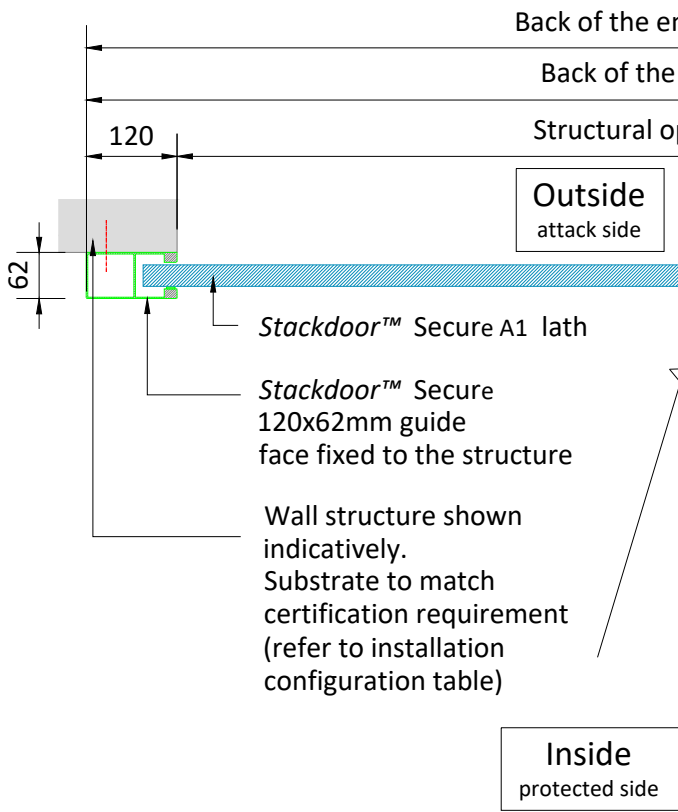 Back of the
Back of the
Structural
120
Outside
attack side
62
Stackdoor™ Secure A1 lath
Stackdoor™ Secure
120x62mm guide
face fixed to the structure
Wall structure shown
indicatively.
Substrate to match
certification requirement
(refer to installation
configuration table)
Inside
protected side